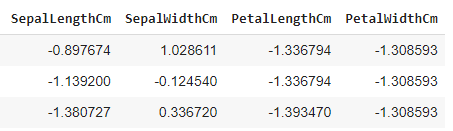 SepalLengthCm SepalWidthCm PetalLengthCm PetalWidthCm
-0.897674 1.028611 -1.336794 -1.308593
-1.139200 -0.124540 -1.336794 -1.308593
-1.380727 0.336720 -1.393470 -1.308593